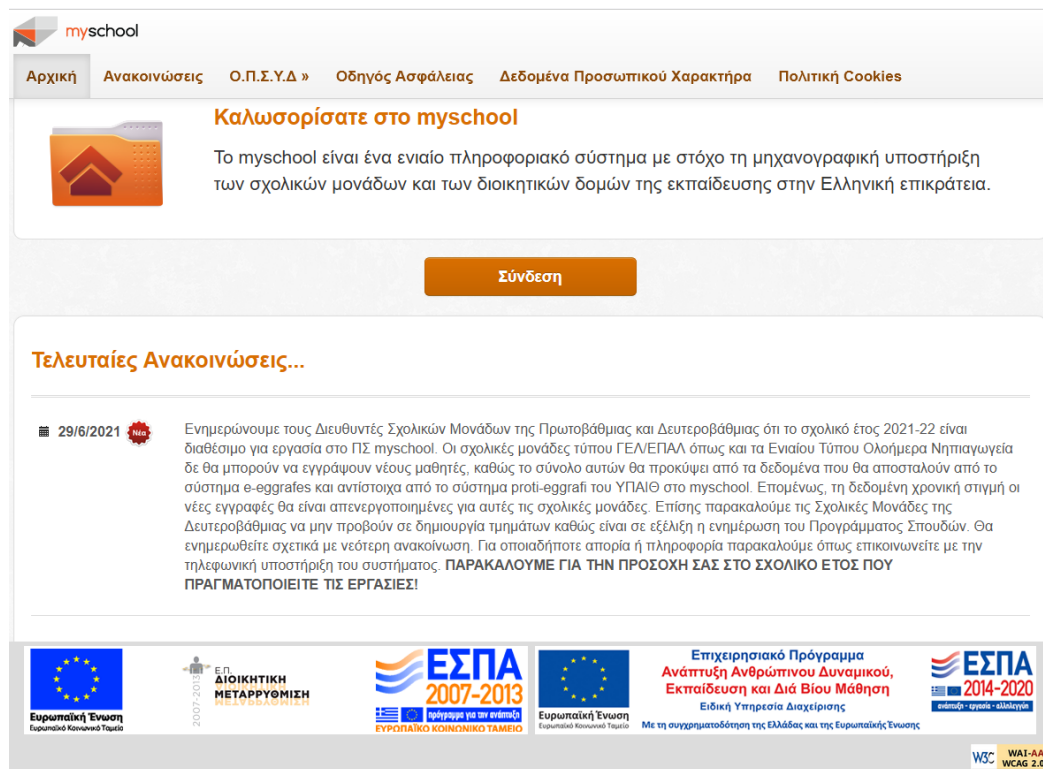 myschool
Αρχική Ανακοινώσεις Ο.Π.ΣΥ.Δ » Οδηγός Ασφάλειας Δεδομένα Προσωπικού Χαρακτήρα Πολιτική Cookies
Καλωσορίσατε στο myschool
Το myschool είναι ένα ενιαίο πληροφοριακό σύστημα με στόχο τη μηχανογραφική υποστήριξη
των σχολικών μονάδων και των διοικητικών δομών της εκπαίδευσης στην Ελληνική επικράτεια.
Σύνδεση
Τελευταίες Ανακοινώσεις...
29/6/2021 Νέα
Ενημερώνουμε τους Διευθυντές Σχολικών Μονάδων της Πρωτοβάθμιας και Δευτεροβάθμιας ότι το σχολικό έτος 2021-22 είναι
διαθέσιμο για εργασία στο ΠΣ myschool. Οι σχολικές μονάδες τύπου ΓΕΛ/ΕΠΑΛ όπως και τα Ενιαίου Τύπου Ολοήμερα Νηπιαγωγεία
δε θα μπορούν να εγγράψουν νέους μαθητές, καθώς το σύνολο αυτών θα προκύψει από τα δεδομένα που θα αποσταλούν από το
σύστημα e-eggrafes και αντίστοιχα από το σύστημα proti-eggrafi του ΥΠΑΙΘ στο myschool. Επομένως, τη δεδομένη χρονική στιγμή οι
νέες εγγραφές θα είναι απενεργοποιημένες για αυτές τις σχολικές μονάδες. Επίσης παρακαλούμε τις Σχολικές Μονάδες της
Δευτεροβάθμιας να μην προβούν σε δημιουργία τμημάτων καθώς είναι σε εξέλιξη η ενημέρωση του Προγράμματος Σπουδών. Θα
ενημερωθείτε σχετικά με νεότερη ανακοίνωση. Για οποιαδήποτε απορία ή πληροφορία παρακαλούμε όπως επικοινωνείτε με την
τηλεφωνική υποστήριξη του συστήματος. ΠΑΡΑΚΑΛΟΥΜΕ ΓΙΑ ΤΗΝ ΠΡΟΣΟΧΗ ΣΑΣ ΣΤΟ ΣΧΟΛΙΚΟ ΕΤΟΣ ΠΟΥ
ΠΡΑΓΜΑΤΟΠΟΙΕΙΤΕ ΤΙΣ ΕΡΓΑΣΙΕΣ!
Ευρωπαϊκή Ένωση
Ευρωπαϊκό Κοινωνικό Ταμείο
2007-2013
Ε.Π.
ΔΙΟΙΚΗΤΙΚΗ
ΜΕΤΑΡΡΥΘΜΙΣΗ
ΕΣΠΑ
2007-2013
πρόγραμμα για την ανάπτυξη
ΕΥΡΩΠΑΪΚΟ ΚΟΙΝΩΝΙΚΟ ΤΑΜΕΙΟ
Ευρωπαϊκή Ένωση
Ευρωπαϊκό Κοινωνικό Ταμείο
Επιχειρησιακό Πρόγραμμα
Ανάπτυξη Ανθρώπινου Δυναμικού,
Εκπαίδευση και Διά Βίου Μάθηση
Ειδική Υπηρεσία Διαχείρισης
Με τη συγχρηματοδότηση της Ελλάδας και της Ευρωπαϊκής Ένωσης
ΕΣΠΑ
2014-2020
ανάπτυξη - εργασία - αλληλεγγύη
W3C WAI-AA
WCAG 2.0